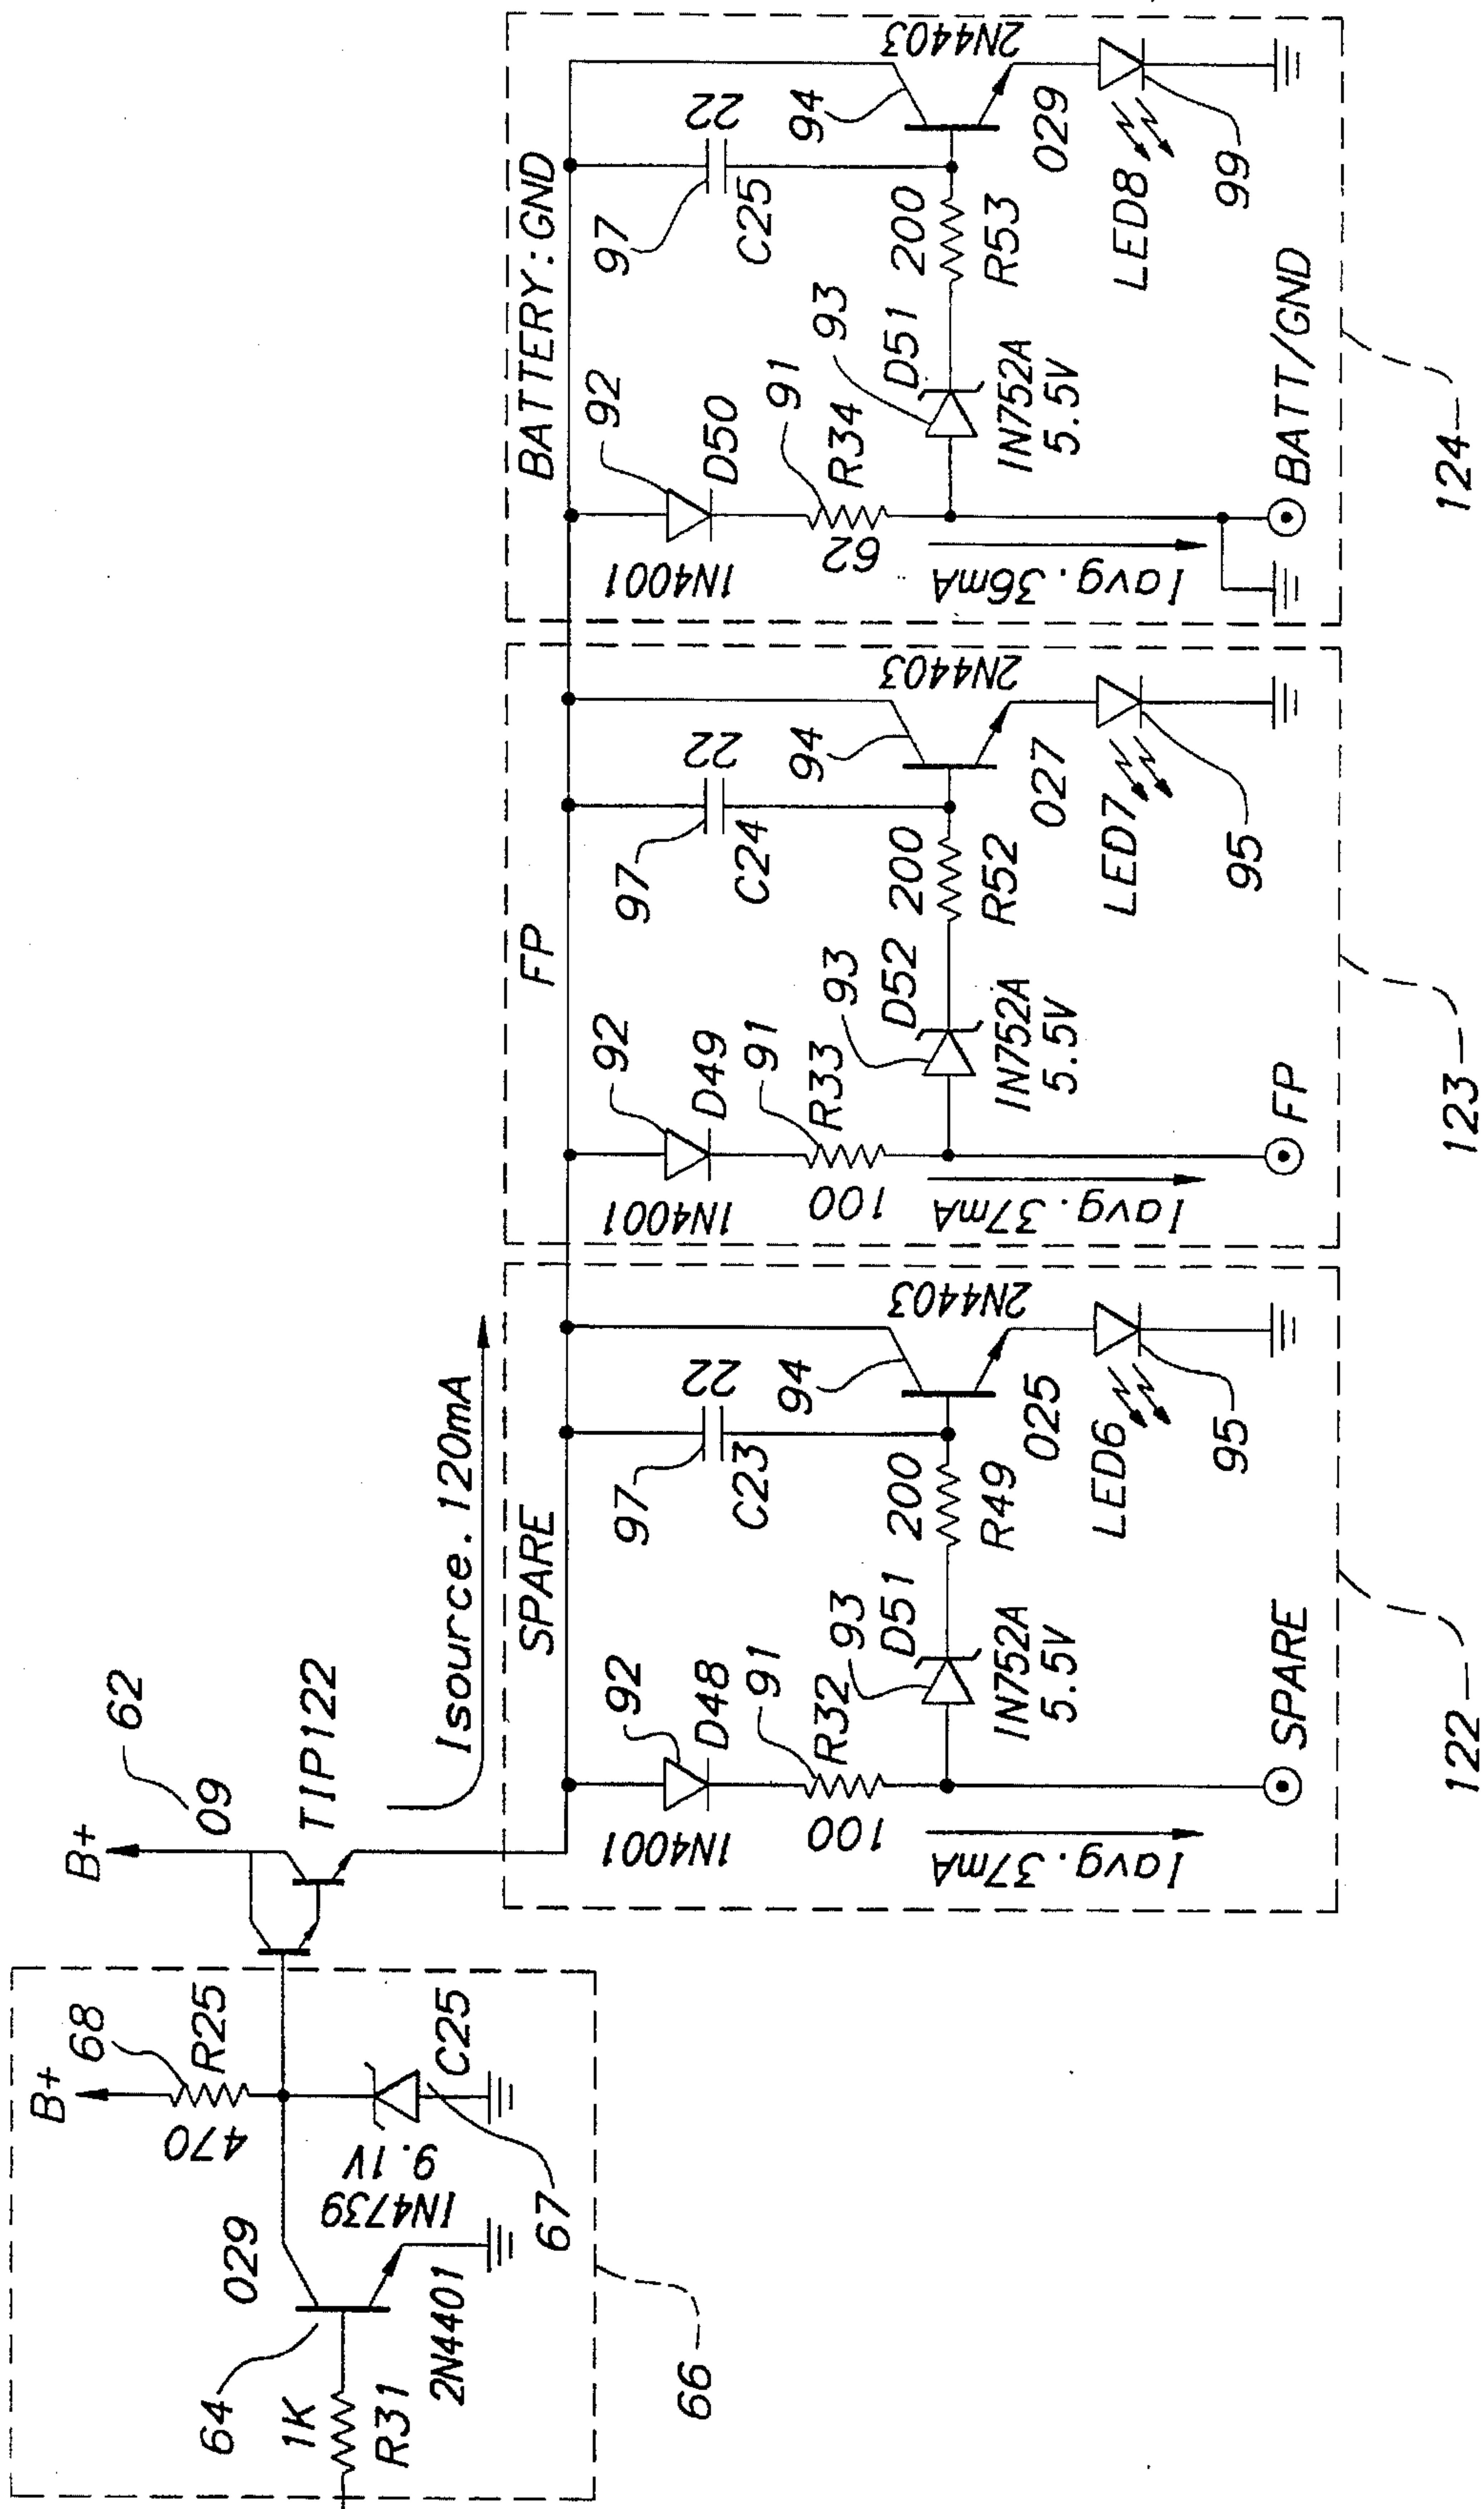 64
1K
R31
029
2N4401
66
B+
68
470
R25
9.1V
1N4739
C25
67
B+
62
09
TIP122
Isource. 120mA
SPARE
92
1N4001
D48
91
100
R32
93
D51
IN752A
5.5V
Iavg. 37mA
SPARE
97
22
C23
200
R49
94
2N4403
025
LED6
95
122
FP
92
1N4001
D49
91
100
R33
93
D52
IN752A
5.5V
Iavg. 37mA
FP
97
22
C24
200
R52
94
2N4403
027
LED7
95
123
BATTERY:GND
92
1N4001
D50
91
62
R34
93
D51
IN752A
5.5V
Iavg. 36mA
BATT/GND
97
22
C25
200
R53
94
2N4403
029
LED8
99
124